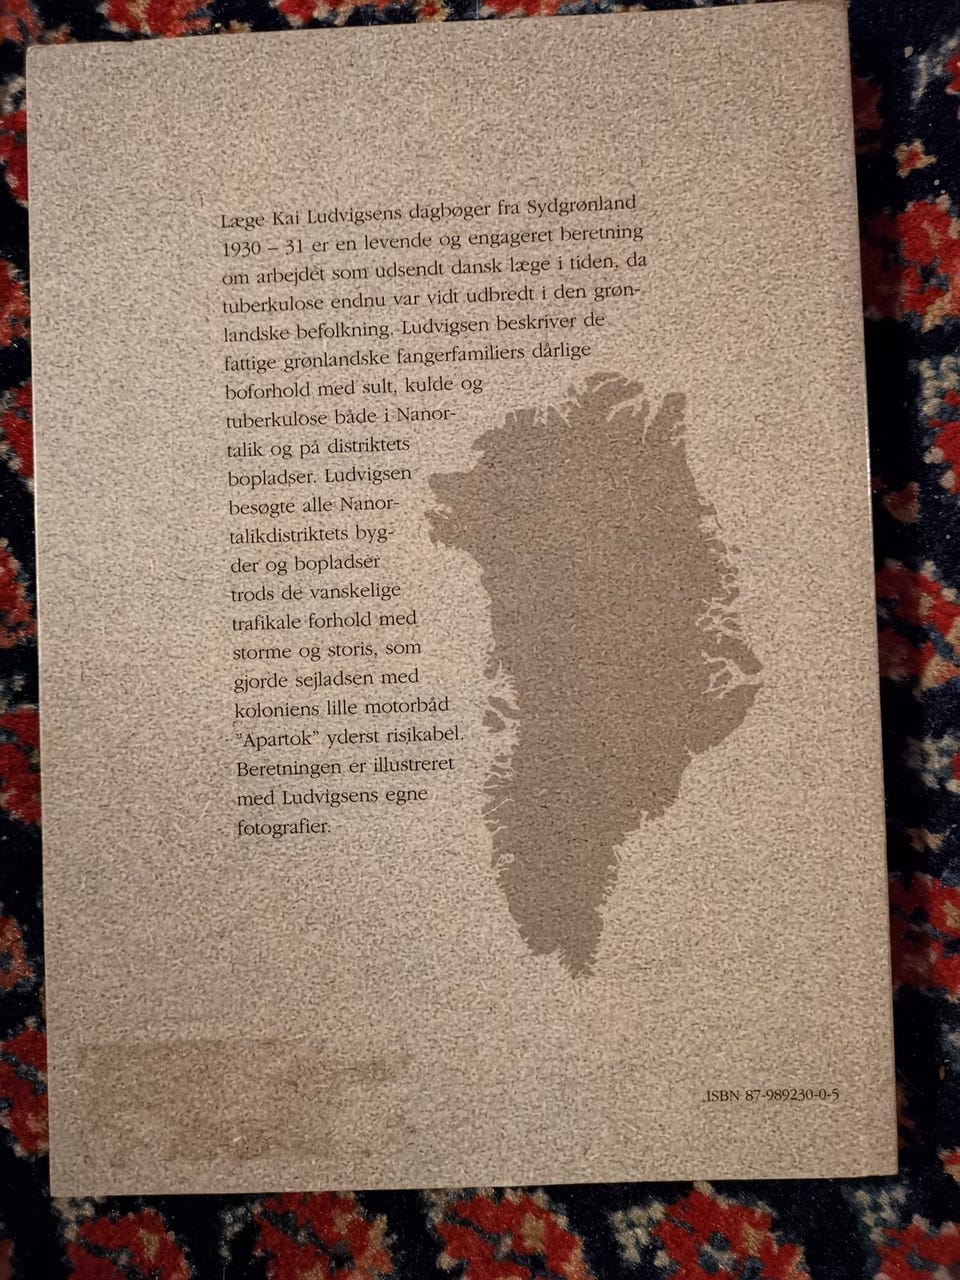 Læge Kai Ludvigsens dagbøger fra Sydgrønland
1930 – 31 er en levende og engageret beretning
om arbejdet som udsendt dansk læge i tiden, da
tuberkulose endnu var vidt udbredt i den grøn-
landske befolkning. Ludvigsen beskriver de
fattige grønlandske fangerfamiliers dårlige
boforhold med sult, kulde og
tuberkulose både i Nanor-
talik og på distriktets
bopladser. Ludvigsen
besøgte alle Nanor-
talikdistriktets byg-
der og bopladser
trods de vanskelige
trafikale forhold med
storme og storis, som
gjorde sejladsen med
koloniens lille motorbåd
”Apartok” yderst risikabel.
Beretningen er illustreret
med Ludvigsens egne
fotografier.
ISBN 87-989230-0-5